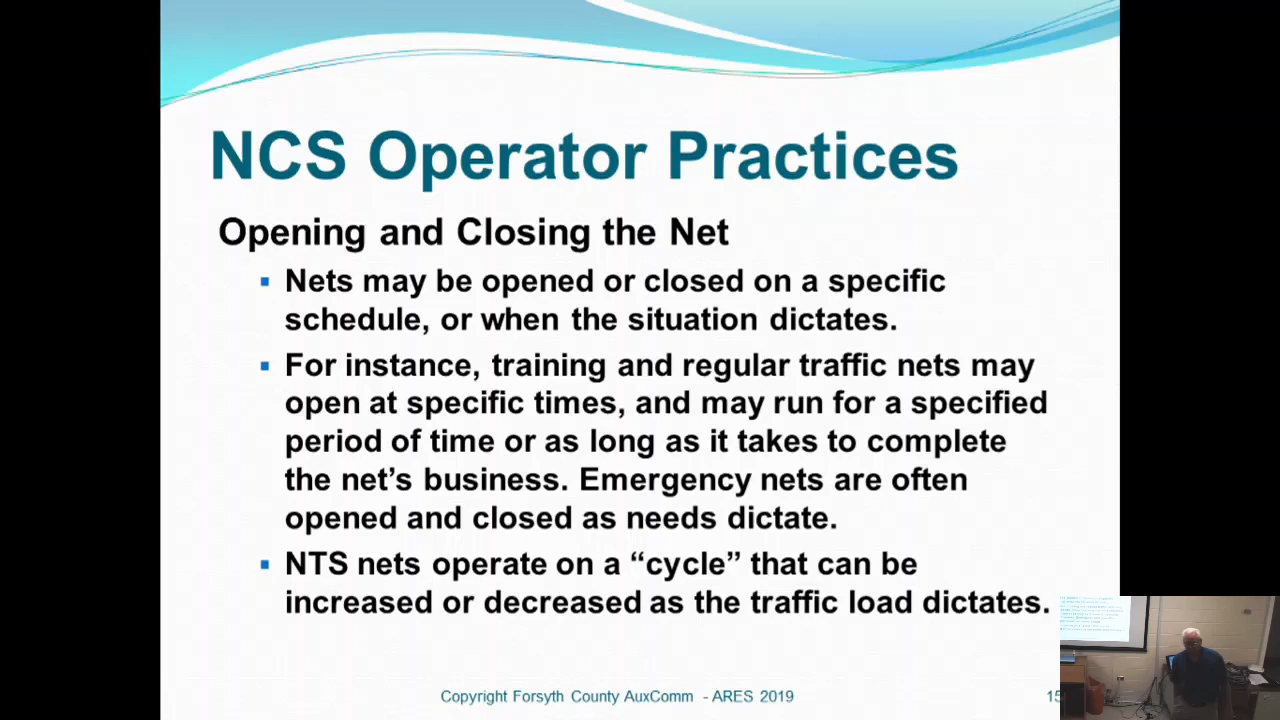 NCS Operator Practices
Opening and Closing the Net
▪ Nets may be opened or closed on a specific
schedule, or when the situation dictates.
▪ For instance, training and regular traffic nets may
open at specific times, and may run for a specified
period of time or as long as it takes to complete
the net’s business. Emergency nets are often
opened and closed as needs dictate.
▪ NTS nets operate on a “cycle” that can be
increased or decreased as the traffic load dictates.
Copyright Forsyth County AuxComm - ARES 2019
15